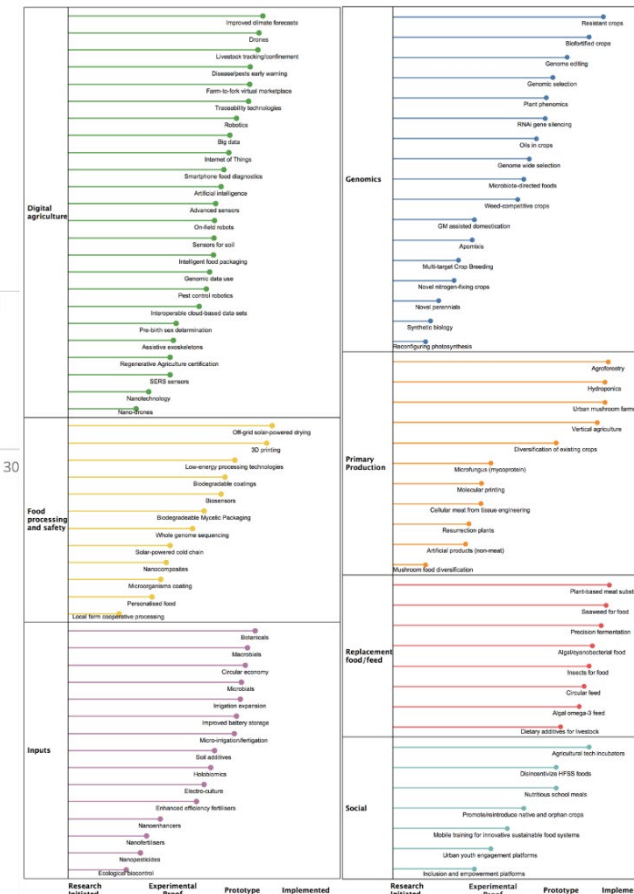 Improved climate forecasts
Drones
Livestock tracking/confinement
Disease/pests early warning
Farm-to-fork virtual marketplace
Traceability technologies
Robotics
Big data
Internet of Things
Smartphone food diagnostics
Artificial intelligence
Digital
agriculture
Advanced sensors
On-field robots
Sensors for soil
Intelligent food packaging
Genomic data use
Pest control robotics
Interoperable cloud-based data sets
Pre-birth sex determination
Assistive exoskeletons
Regenerative Agriculture certification
SERS sensors
Nanotechnology
Nano-drones
Off-grid solar-powered drying
3D printing
30
Low-energy processing technologies
Biodegradable coatings
Biosensors
Food
processing
and safety
Biodegradeable Mycelic Packaging
Whole genome sequencing
Solar-powered cold chain
Nanocomposites
Microorganisms coating
Personalised food
Local farm cooperative processing
Botanicals
Macrobials
Circular economy
Microbials
Irrigation expansion
Improved battery storage
Micro-irrigation/fertigation
Inputs
Soil additives
Holobiomics
Electro-culture
Enhanced efficiency fertilisers
Nanoenhancers
Nanofertilisers
Nanopesticides
Ecological biocontrol
Research
Initiated
Experimental
Proof
Prototype
Implemented
Resistant crops
Biofortified crops
Genome editing
Genomic selection
Plant phenomics
RNAi gene silencing
Oils in crops
Genome wide selection
Genomics
Microbiote-directed foods
Weed-competitive crops
GM assisted domestication
Apomixis
Multi-target Crop Breeding
Novel nitrogen-fixing crops
Novel perennials
Synthetic biology
Reconfiguring photosynthesis
Agroforestry
Hydroponics
Urban mushroom farms
Vertical agriculture
Diversification of existing crops
Primary
Production
Microfungus (mycoprotein)
Molecular printing
Cellular meat from tissue-engineering
Resurrection plants
Artificial products (non-meat)
Mushroom food diversification
Plant-based meat subst
Seaweed for food
Precision fermentation
Replacement
food/feed
Algal/cyanobacterial food
Insects for food
Circular feed
Algal omega-3 feed
Dietary additives for livestock
Agricultural tech incubators
Disincentivize HFSS foods
Nutritious school meals
Social
Promote/reintroduce native and orphan crops
Mobile training for innovative sustainable food systems
Urban youth engagement platforms
Inclusion and empowerment platforms
Research
Initiated
Experimental
Proof
Prototype
Impleme